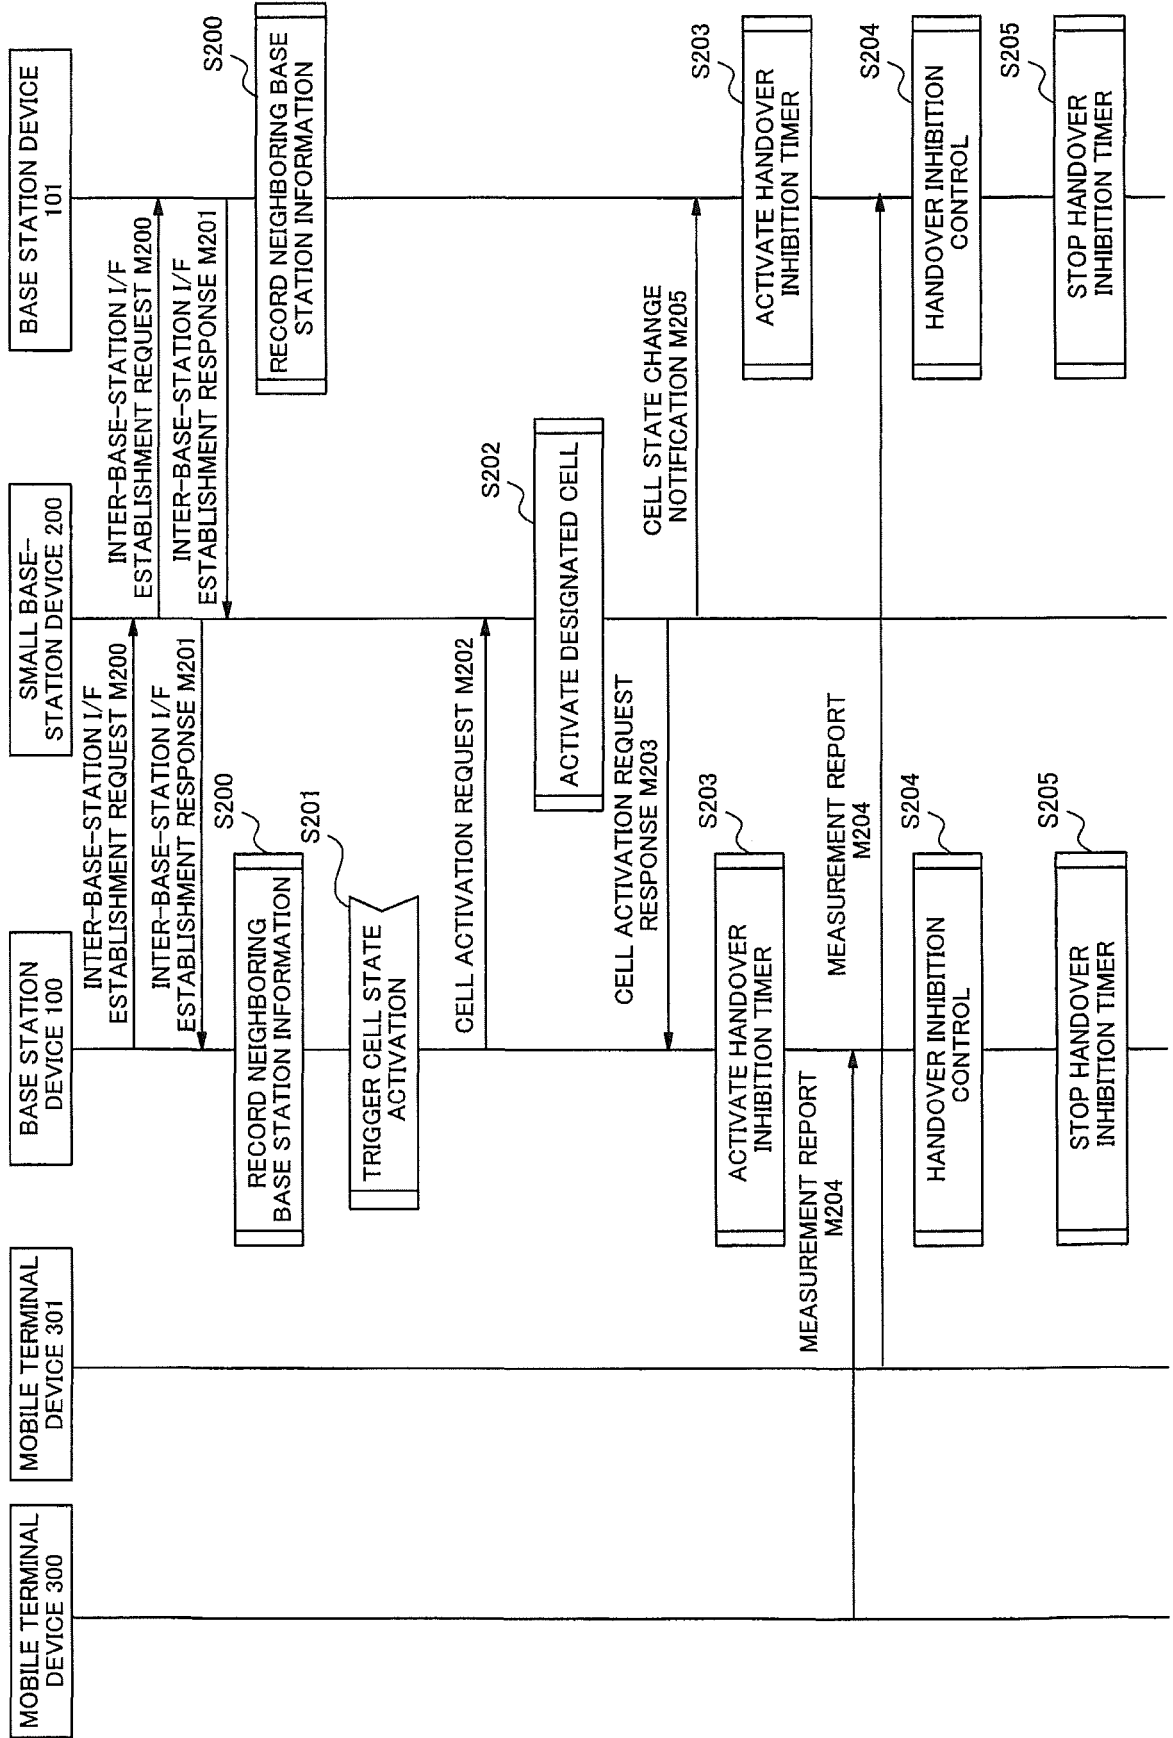 MOBILE TERMINAL
DEVICE 300
MOBILE TERMINAL
DEVICE 301
BASE STATION
DEVICE 100
SMALL BASE-
STATION DEVICE 200
BASE STATION DEVICE
101
INTER-BASE-STATION I/F
ESTABLISHMENT REQUEST M200
INTER-BASE-STATION I/F
ESTABLISHMENT REQUEST M200
INTER-BASE-STATION I/F
ESTABLISHMENT RESPONSE M201
INTER-BASE-STATION I/F
ESTABLISHMENT RESPONSE M201
S200
RECORD NEIGHBORING
BASE STATION INFORMATION
S200
RECORD NEIGHBORING BASE
STATION INFORMATION
S201
TRIGGER CELL STATE
ACTIVATION
CELL ACTIVATION REQUEST M202
S202
ACTIVATE DESIGNATED CELL
CELL ACTIVATION REQUEST
RESPONSE M203
CELL STATE CHANGE
NOTIFICATION M205
S203
ACTIVATE HANDOVER
INHIBITION TIMER
S203
ACTIVATE HANDOVER
INHIBITION TIMER
MEASUREMENT REPORT
M204
MEASUREMENT REPORT
M204
S204
HANDOVER INHIBITION
CONTROL
S204
HANDOVER INHIBITION
CONTROL
S205
STOP HANDOVER
INHIBITION TIMER
S205
STOP HANDOVER
INHIBITION TIMER